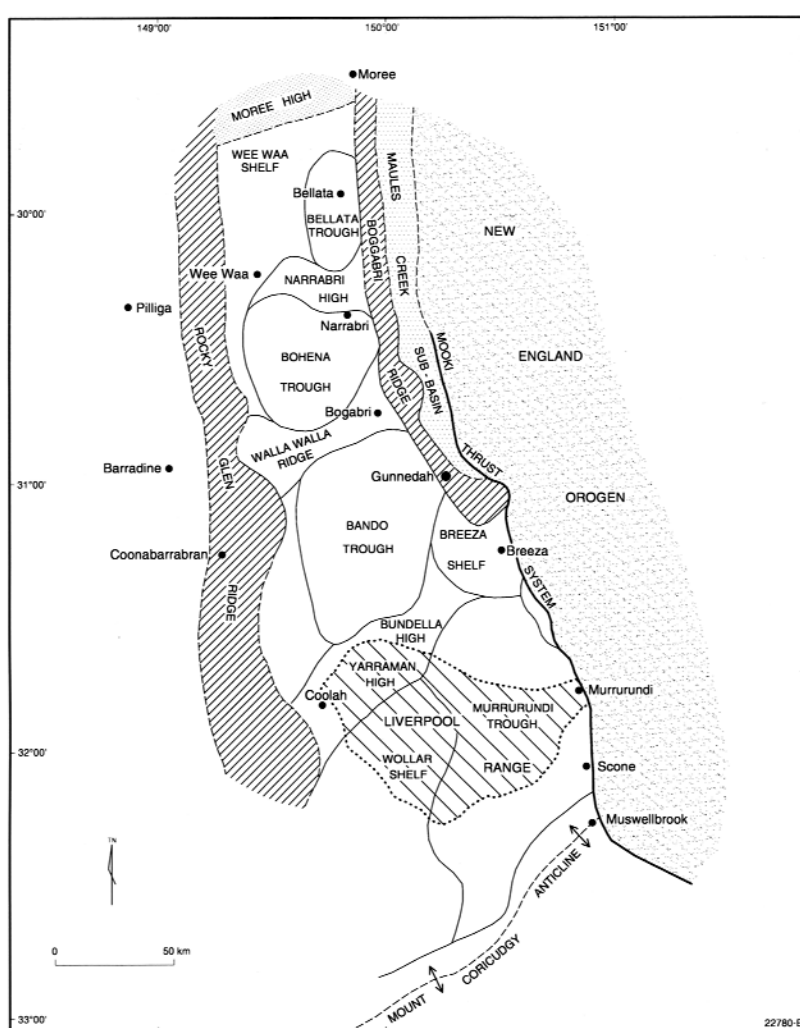 149°00'
150°00'
151°00'
Moree
MOREE HIGH
WEE WAA
SHELF
MAULES
CREEK
SUB - BASIN
Bellata
BELLATA
TROUGH
BOGGABRI
RIDGE
30°00'
NEW
ENGLAND
OROGEN
Wee Waa
NARRABRI
HIGH
Pilliga
Narrabri
ROCKY
GLEN
RIDGE
MOOKI
THRUST
SYSTEM
BOHENA
TROUGH
Bogabri
WALLA WALLA
RIDGE
Barradine
Gunnedah
31°00'
BANDO
TROUGH
BREEZA
SHELF
Breeza
Coonabarrabran
BUNDELLA
HIGH
YARRAMAN
HIGH
Coolah
Murrurundi
MURRURUNDI
TROUGH
LIVERPOOL
RANGE
WOLLAR
SHELF
32°00'
Scone
Muswellbrook
TN
0 50 km
MOUNT CORICUDGY ANTICLINE
33°00'